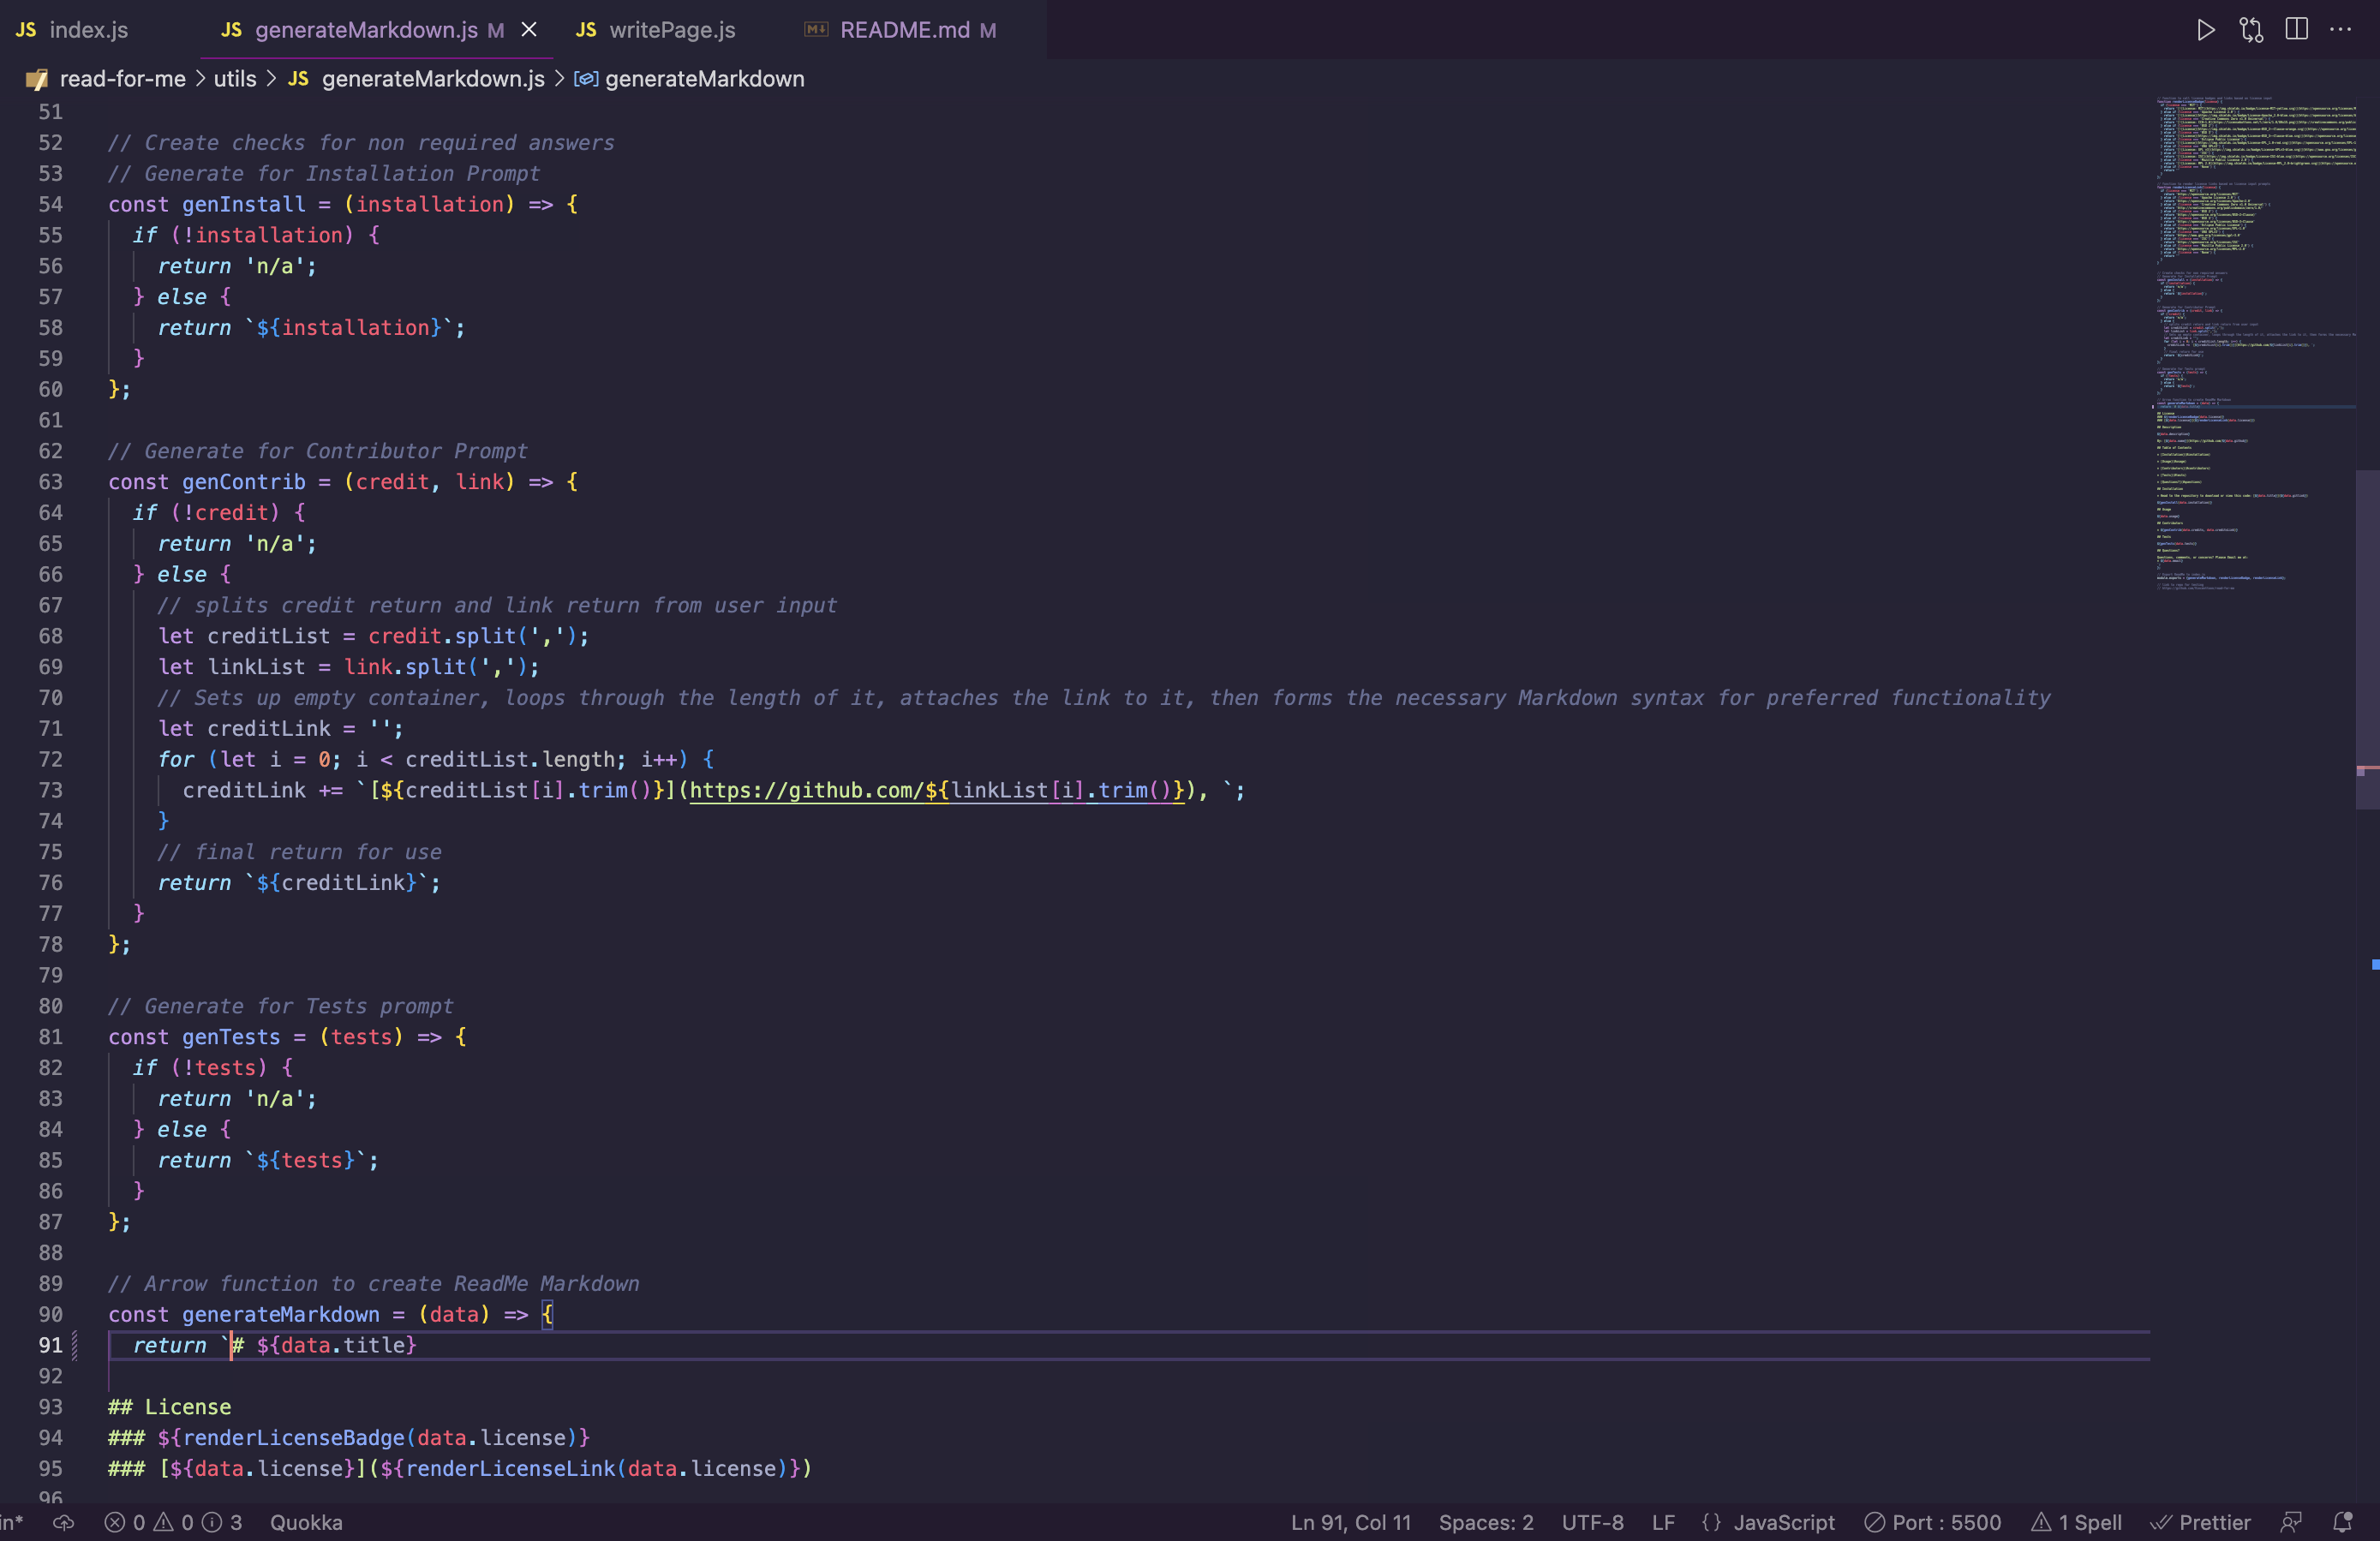 JS index.js JS generateMarkdown.js M JS writePage.js README.md M
read-for-me > utils > JS generateMarkdown.js > generateMarkdown
51
52 // Create checks for non required answers
53 // Generate for Installation Prompt
54 const genInstall = (installation) => {
55 if (!installation) {
56 return 'n/a';
57 } else {
58 return `${installation}`;
59 }
60 };
61
62 // Generate for Contributor Prompt
63 const genContrib = (credit, link) => {
64 if (!credit) {
65 return 'n/a';
66 } else {
67 // splits credit return and link return from user input
68 let creditList = credit.split(',');
69 let linkList = link.split(',');
70 // Sets up empty container, loops through the length of it, attaches the link to it, then forms the necessary Markdown syntax for preferred functionality
71 let creditLink = '';
72 for (let i = 0; i < creditList.length; i++) {
73 creditLink += `[${creditList[i].trim()}](https://github.com/${linkList[i].trim()}), `;
74 }
75 // final return for use
76 return `${creditLink}`;
77 }
78 };
79
80 // Generate for Tests prompt
81 const genTests = (tests) => {
82 if (!tests) {
83 return 'n/a';
84 } else {
85 return `${tests}`;
86 }
87 };
88
89 // Arrow function to create ReadMe Markdown
90 const generateMarkdown = (data) => {
91 return `# ${data.title}
92
93 ## License
94 ### ${renderLicenseBadge(data.license)}
95 ### [${data.license}](${renderLicenseLink(data.license)})
96
in* 0 0 3 Quokka Ln 91, Col 11 Spaces: 2 UTF-8 LF {} JavaScript Port : 5500 1 Spell Prettier